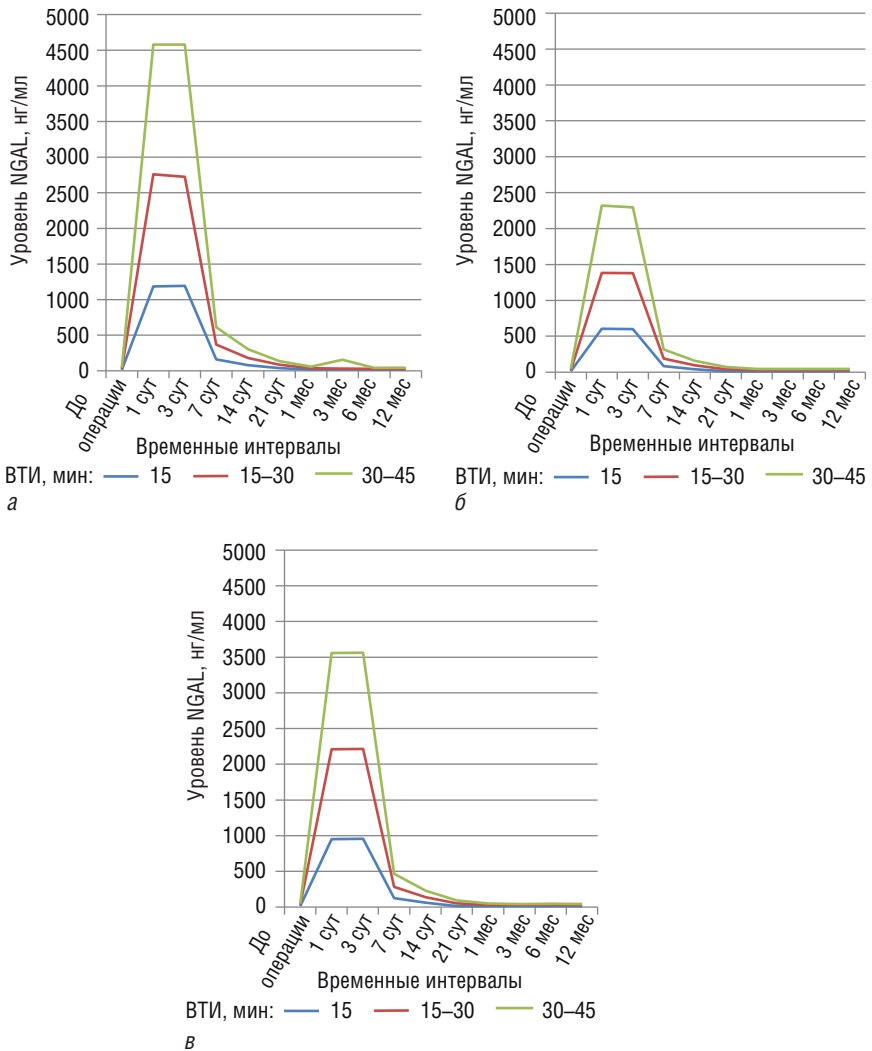 Уровень NGAL, нг/мл
5000
4500
4000
3500
3000
2500
2000
1500
1000
500
0
До операции
1 сут
3 сут
7 сут
14 сут
21 сут
1 мес
3 мес
6 мес
12 мес
Временные интервалы
ВТИ, мин: 15 15–30 30–45
а
Уровень NGAL, нг/мл
5000
4500
4000
3500
3000
2500
2000
1500
1000
500
0
До операции
1 сут
3 сут
7 сут
14 сут
21 сут
1 мес
3 мес
6 мес
12 мес
Временные интервалы
ВТИ, мин: 15 15–30 30–45
б
Уровень NGAL, нг/мл
5000
4500
4000
3500
3000
2500
2000
1500
1000
500
0
До операции
1 сут
3 сут
7 сут
14 сут
21 сут
1 мес
3 мес
6 мес
12 мес
Временные интервалы
ВТИ, мин: 15 15–30 30–45
в